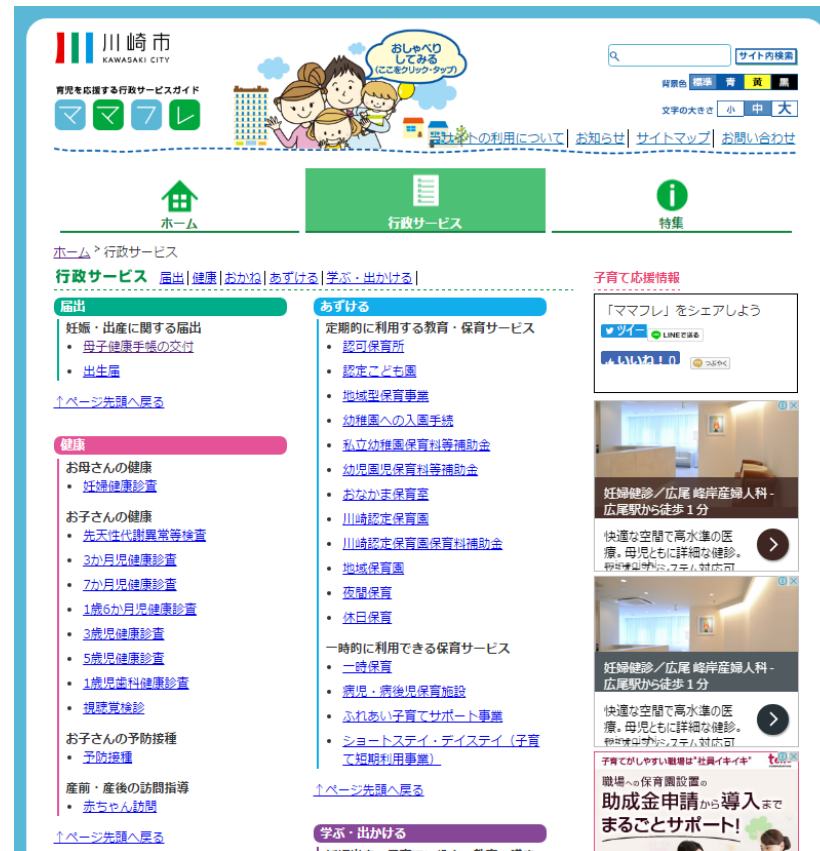 川崎市
KAWASAKI CITY
育児を応援する行政サービスガイド
ママフレ
おしゃべり
してみる
(ここをクリック・タップ)
サイト内検索
背景色 標準 青 黄 黒
文字の大きさ 小 中 大
トの利用について| お知らせ| サイトマップ| お問い合わせ
ホーム
行政サービス
特集
ホーム > 行政サービス
行政サービス 届出|健康|おかね|あずける|学ぶ・出かける|
届出
妊娠・出産に関する届出
• 母子健康手帳の交付
• 出生届
↑ページ先頭へ戻る
健康
お母さんの健康
• 妊婦健康診査
お子さんの健康
• 先天性代謝異常等検査
• 3か月児健康診査
• 7か月児健康診査
• 1歳6か月児健康診査
• 3歳児健康診査
• 5歳児健康診査
• 1歳児歯科健康診査
• 視聴覚検診
お子さんの予防接種
• 予防接種
産前・産後の訪問指導
• 赤ちゃん訪問
↑ページ先頭へ戻る
あずける
定期的に利用する教育・保育サービス
• 認可保育所
• 認定こども園
• 地域型保育事業
• 幼稚園への入園手続
• 私立幼稚園保育料等補助金
• 幼児園児保育料等補助金
• おなかま保育室
• 川崎認定保育園
• 川崎認定保育園保育料補助金
• 地域保育園
• 夜間保育
• 休日保育
一時的に利用できる保育サービス
• 一時保育
• 病児・病後児保育施設
• ふれあい子育てサポート事業
• ショートステイ・デイステイ（子育
て短期利用事業）
↑ページ先頭へ戻る
学ぶ・出かける
子育て応援情報
「ママフレ」をシェアしよう
ツイー
LINEで送る
いいね！ 0
つぶやく
妊婦健診／広尾 峰岸産婦人科 -
広尾駅から徒歩１分
快適な空間で高水準の医
療。母児ともに詳細な健診。
妊婦健診／広尾 峰岸産婦人科 -
広尾駅から徒歩１分
快適な空間で高水準の医
療。母児ともに詳細な健診。
子育てがしやすい職場は"社員イキイキ"
職場への保育園設置の
助成金申請から導入まで
まるごとサポート!